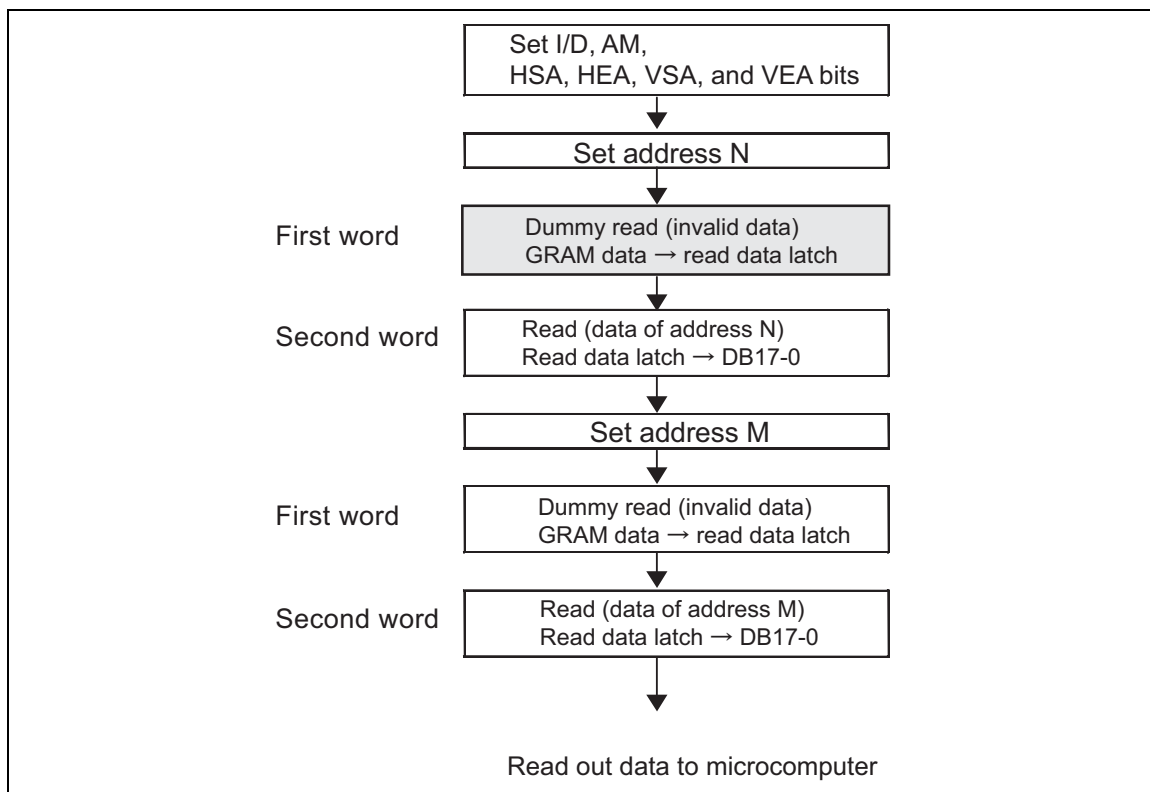 Set I/D, AM,
HSA, HEA, VSA, and VEA bits
Set address N
First word
Dummy read (invalid data)
GRAM data → read data latch
Second word
Read (data of address N)
Read data latch → DB17-0
Set address M
First word
Dummy read (invalid data)
GRAM data → read data latch
Second word
Read (data of address M)
Read data latch → DB17-0
Read out data to microcomputer